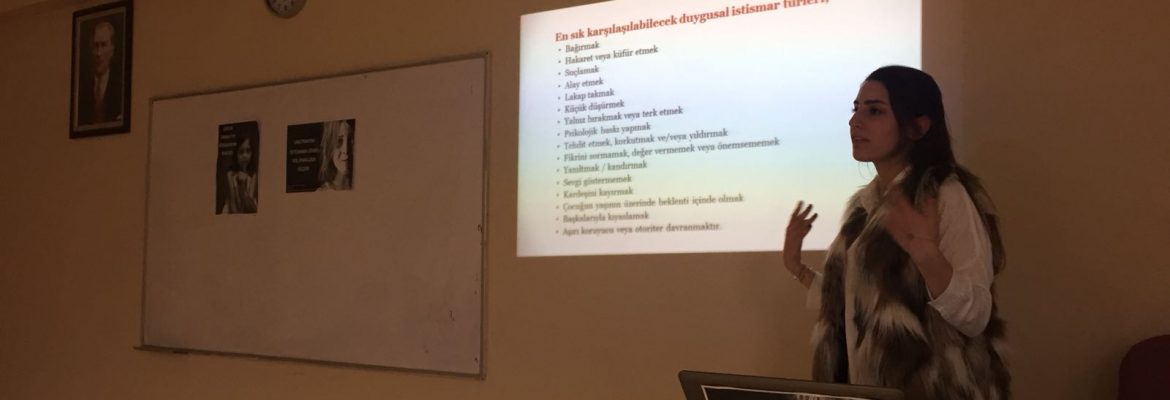 En sık karşılaşılabilecek duygusal istismar türleri;
• Bağırmak
• Hakaret veya küfür etmek
• Suçlamak
• Alay etmek
• Lakap takmak
• Küçük düşürmek
• Yalnız bırakmak veya terk etmek
• Psikolojik baskı yapmak
• Tehdit etmek, korkutmak ve/veya yıldırmak
• Fikrini sormamak, değer vermemek veya önemsememek
• Yanıltmak / kandırmak
• Sevgi göstermemek
• Kardeşini kayırmak
• Çocuğun yaşının üzerinde beklenti içinde olmak
• Başkalarıyla kıyaslamak
• Aşırı koruyucu veya otoriter davranmaktır.